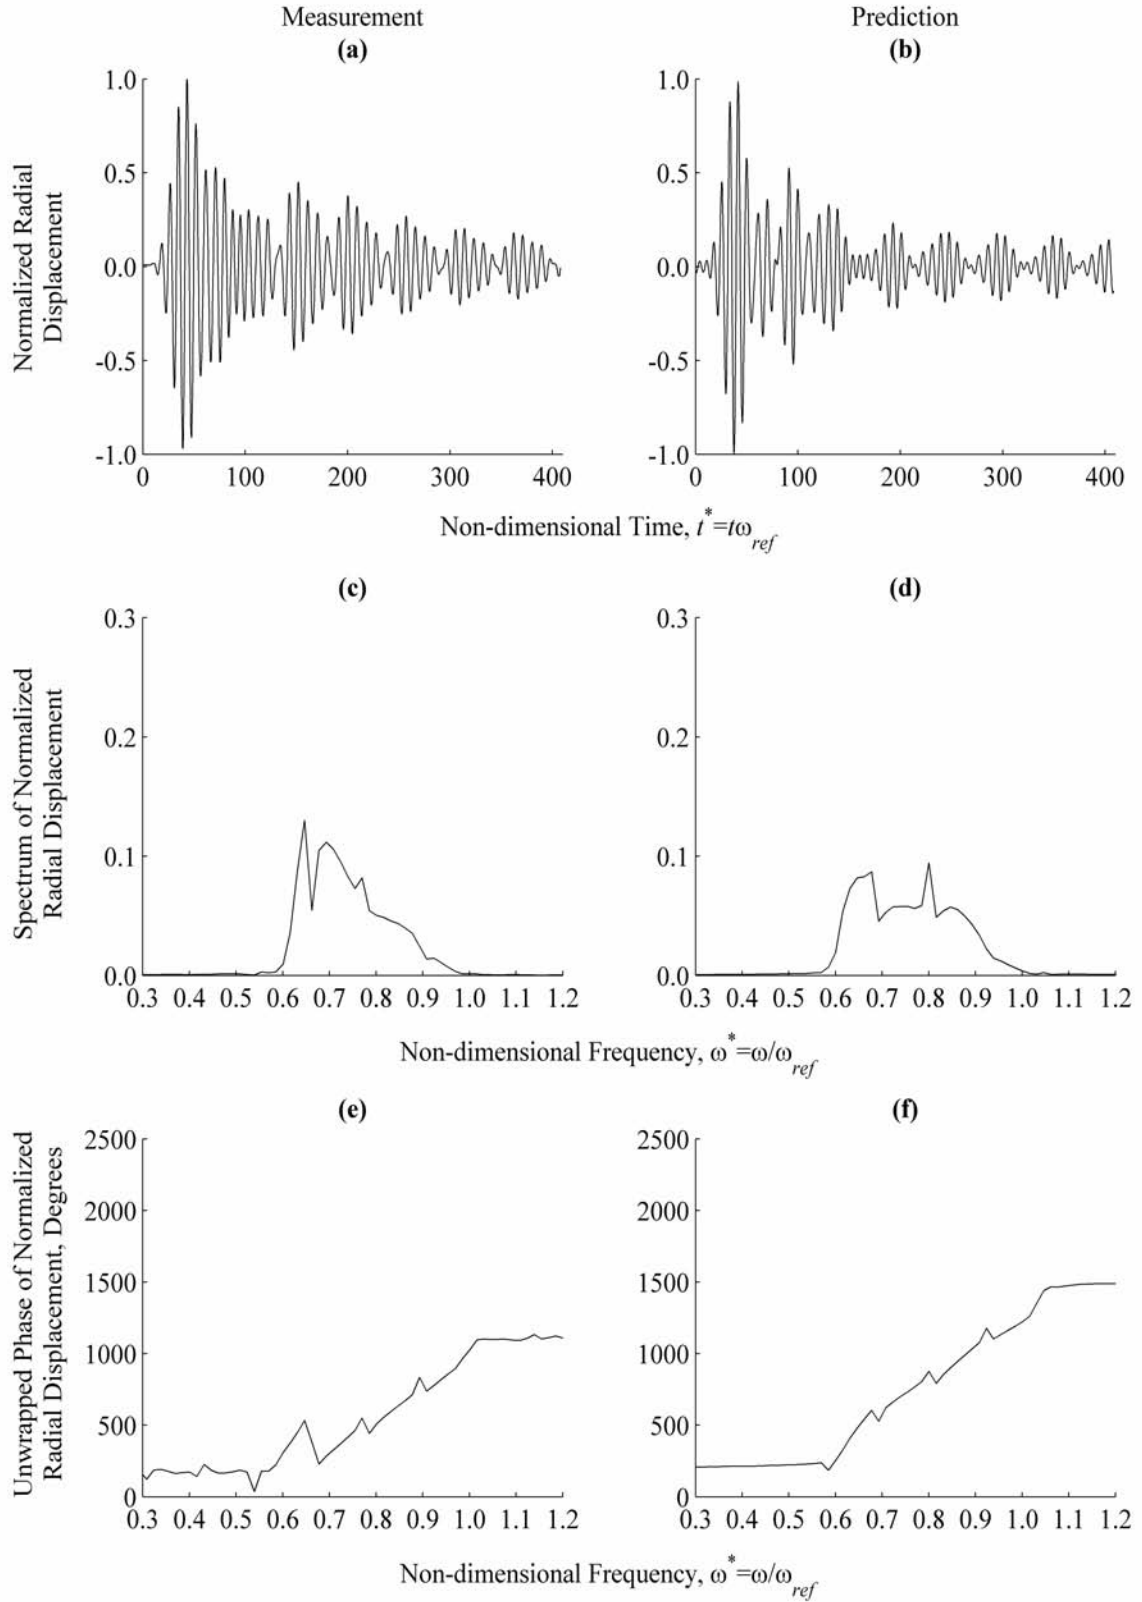 Measurement
Prediction
(a)
(b)
Normalized Radial
Displacement
1.0
0.5
0.0
-0.5
-1.0
0 100 200 300 400
1.0
0.5
0.0
-0.5
-1.0
0 100 200 300 400
Non-dimensional Time, t*=tω_ref
(c)
(d)
Spectrum of Normalized
Radial Displacement
0.3
0.2
0.1
0.0
0.3 0.4 0.5 0.6 0.7 0.8 0.9 1.0 1.1 1.2
0.3
0.2
0.1
0.0
0.3 0.4 0.5 0.6 0.7 0.8 0.9 1.0 1.1 1.2
Non-dimensional Frequency, ω*=ω/ω_ref
(e)
(f)
Unwrapped Phase of Normalized
Radial Displacement, Degrees
2500
2000
1500
1000
500
0
0.3 0.4 0.5 0.6 0.7 0.8 0.9 1.0 1.1 1.2
2500
2000
1500
1000
500
0
0.3 0.4 0.5 0.6 0.7 0.8 0.9 1.0 1.1 1.2
Non-dimensional Frequency, ω*=ω/ω_ref